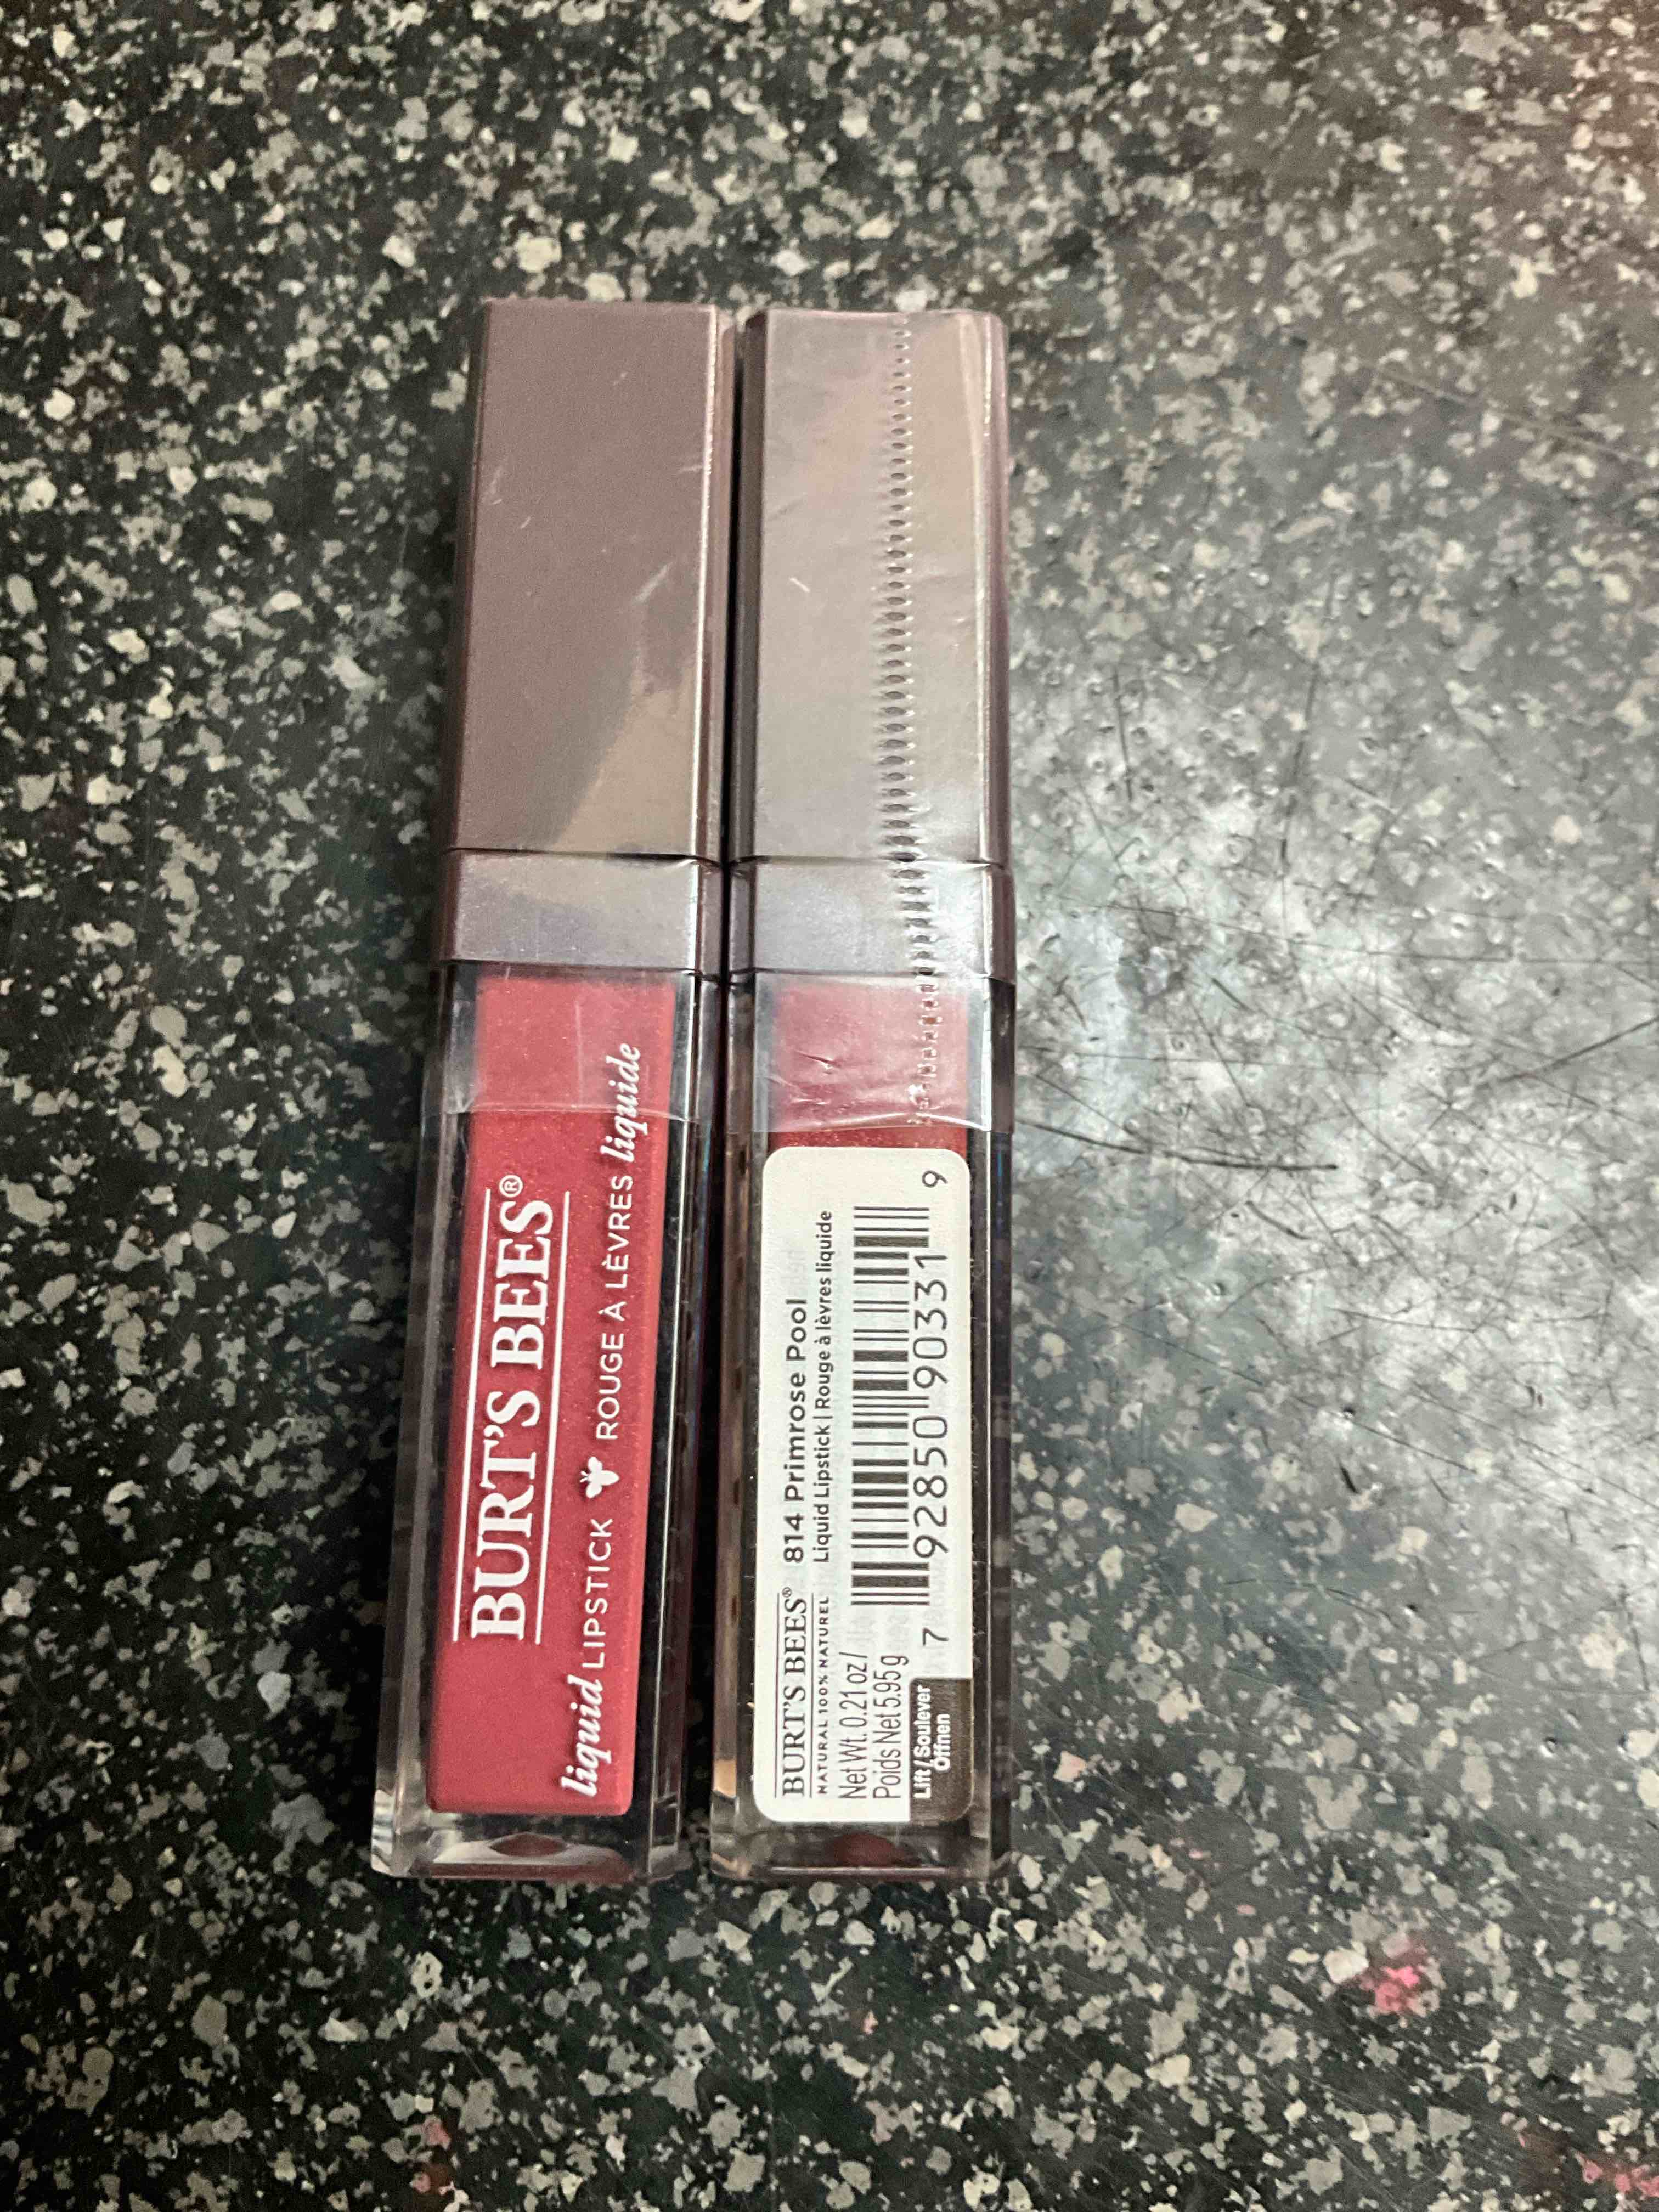 BURT'S BEES®
liquid LIPSTICK ROUGE À LÈVRES liquide
BURT'S BEES®
NATURAL 100% NATUREL
814 Primrose Pool
Liquid Lipstick | Rouge à lèvres liquide
Net Wt. 0.21 oz /
Poids Net 5.95 g
Lift / Soulever
Öffnen
7 92850 90331 9